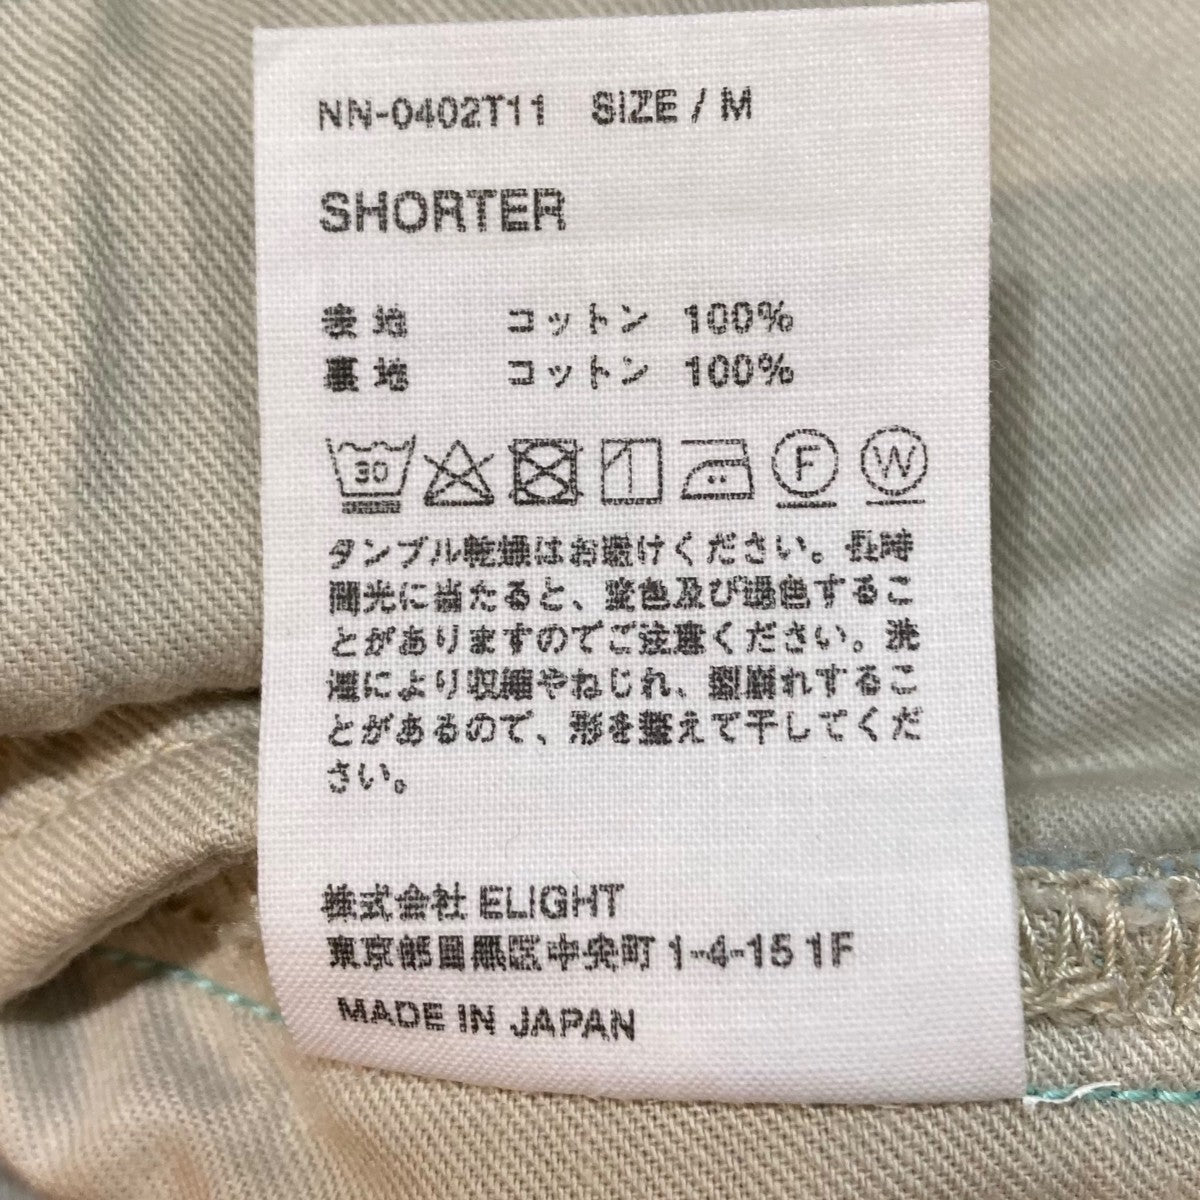 NN-0402T11 SIZE / M
SHORTER
表地 コットン 100%
裏地 コットン 100%
30 F W
タンブル乾燥はお避けください。長時
間光に当たると、変色及び退色するこ
とがありますのでご注意ください。洗
濯により収縮やねじれ、型崩れするこ
とがあるので、形を整えて干してくだ
さい。
株式会社 ELIGHT
東京都目黒区中央町 1-4-15 1F
MADE IN JAPAN